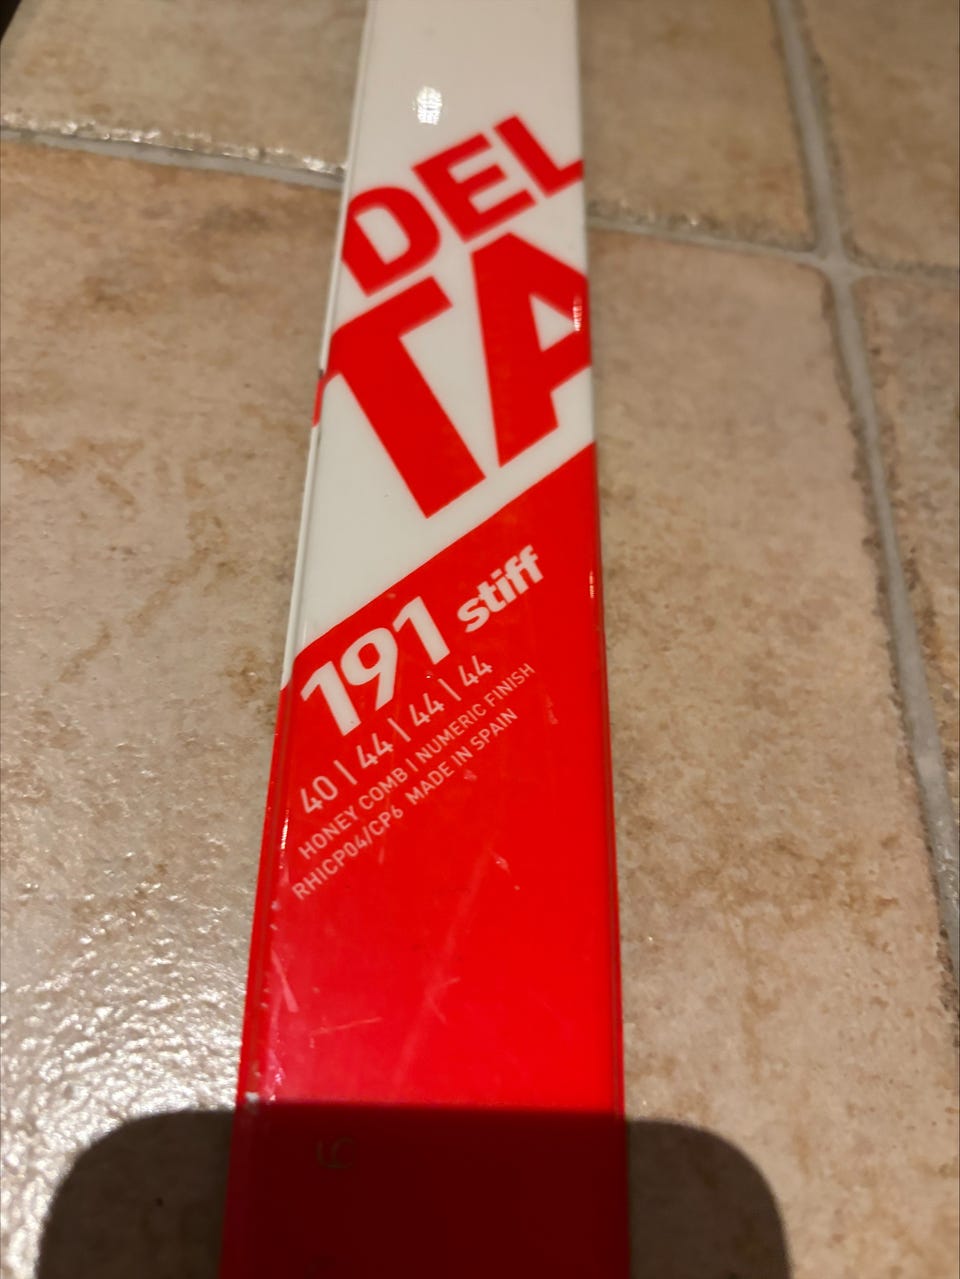 DEL
TA
191 stiff
40 | 44 | 44 \ 44
HONEY COMB | NUMERIC FINISH
RHICP04/CP6 MADE IN SPAIN